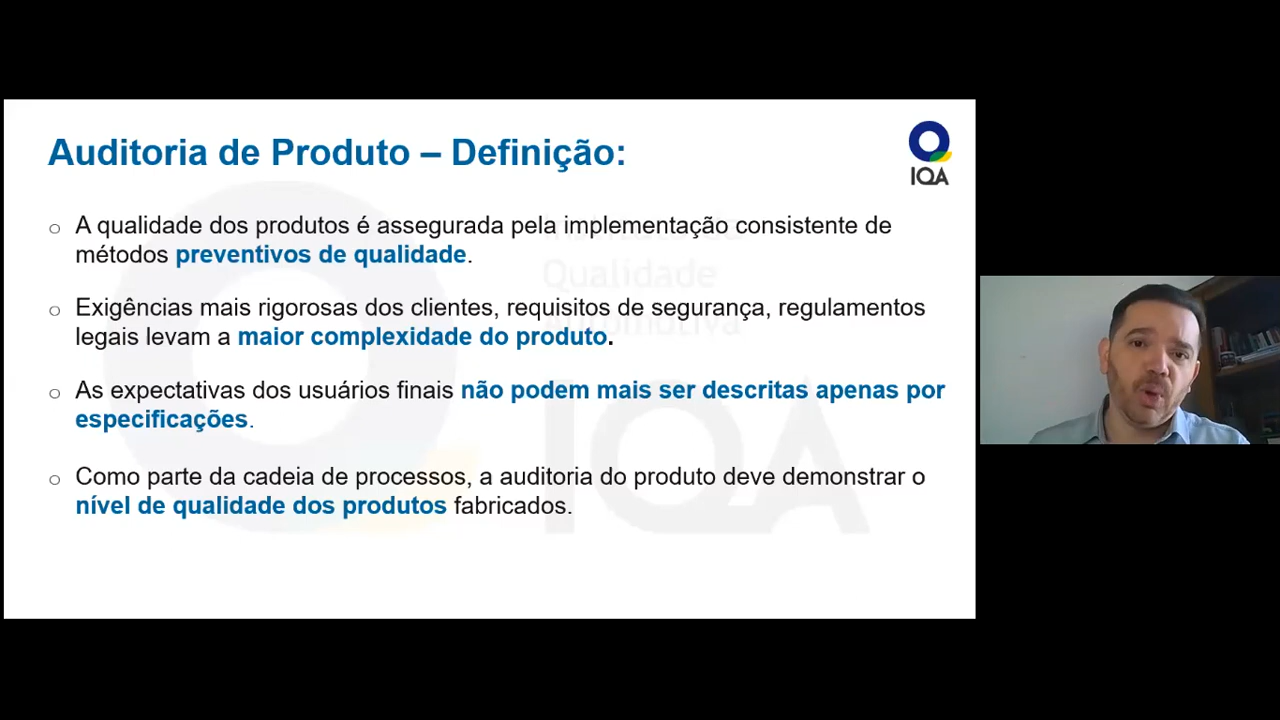 Auditoria de Produto – Definição:
IQA
A qualidade dos produtos é assegurada pela implementação consistente de
métodos preventivos de qualidade.
Exigências mais rigorosas dos clientes, requisitos de segurança, regulamentos
legais levam a maior complexidade do produto.
As expectativas dos usuários finais não podem mais ser descritas apenas por
especificações.
Como parte da cadeia de processos, a auditoria do produto deve demonstrar o
nível de qualidade dos produtos fabricados.
Qualidade
Automotiva
IQA